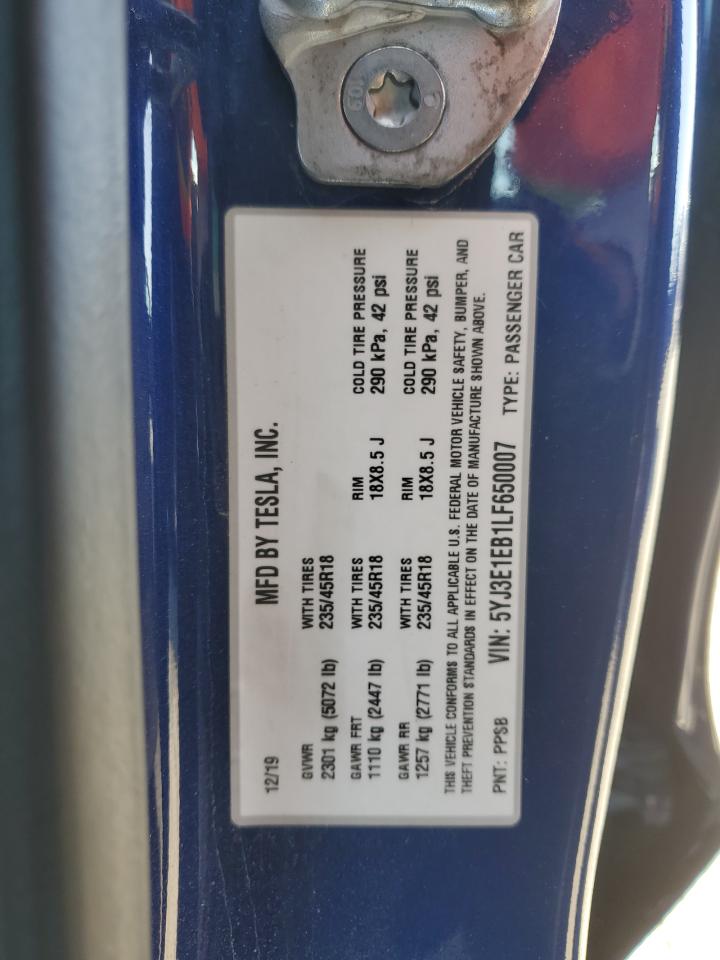 12/19 MFD BY TESLA, INC.
GVWR WITH TIRES
2301 kg (5072 lb) 235/45R18
GAWR FRT WITH TIRES RIM COLD TIRE PRESSURE
1110 kg (2447 lb) 235/45R18 18X8.5 J 290 kPa, 42 psi
GAWR RR WITH TIRES RIM COLD TIRE PRESSURE
1257 kg (2771 lb) 235/45R18 18X8.5 J 290 kPa, 42 psi
THIS VEHICLE CONFORMS TO ALL APPLICABLE U.S. FEDERAL MOTOR VEHICLE SAFETY, BUMPER, AND
THEFT PREVENTION STANDARDS IN EFFECT ON THE DATE OF MANUFACTURE SHOWN ABOVE.
PNT: PPSB VIN: 5YJ3E1EB1LF650007 TYPE: PASSENGER CAR